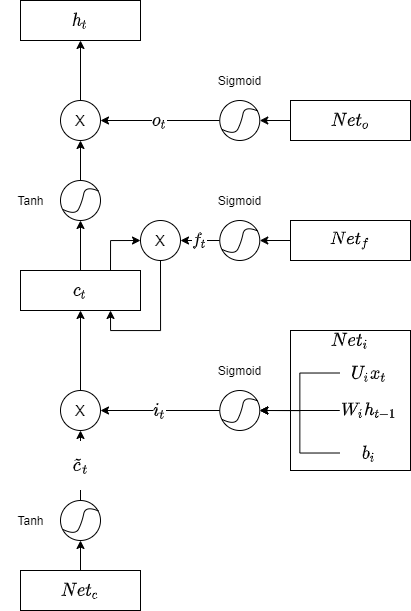 h_t
Sigmoid
X
o_t
Net_o
Tanh
Sigmoid
X
f_t
Net_f
c_t
Net_i
Sigmoid
U_i x_t
X
i_t
W_i h_{t-1}
b_i
c̃_t
Tanh
Net_c